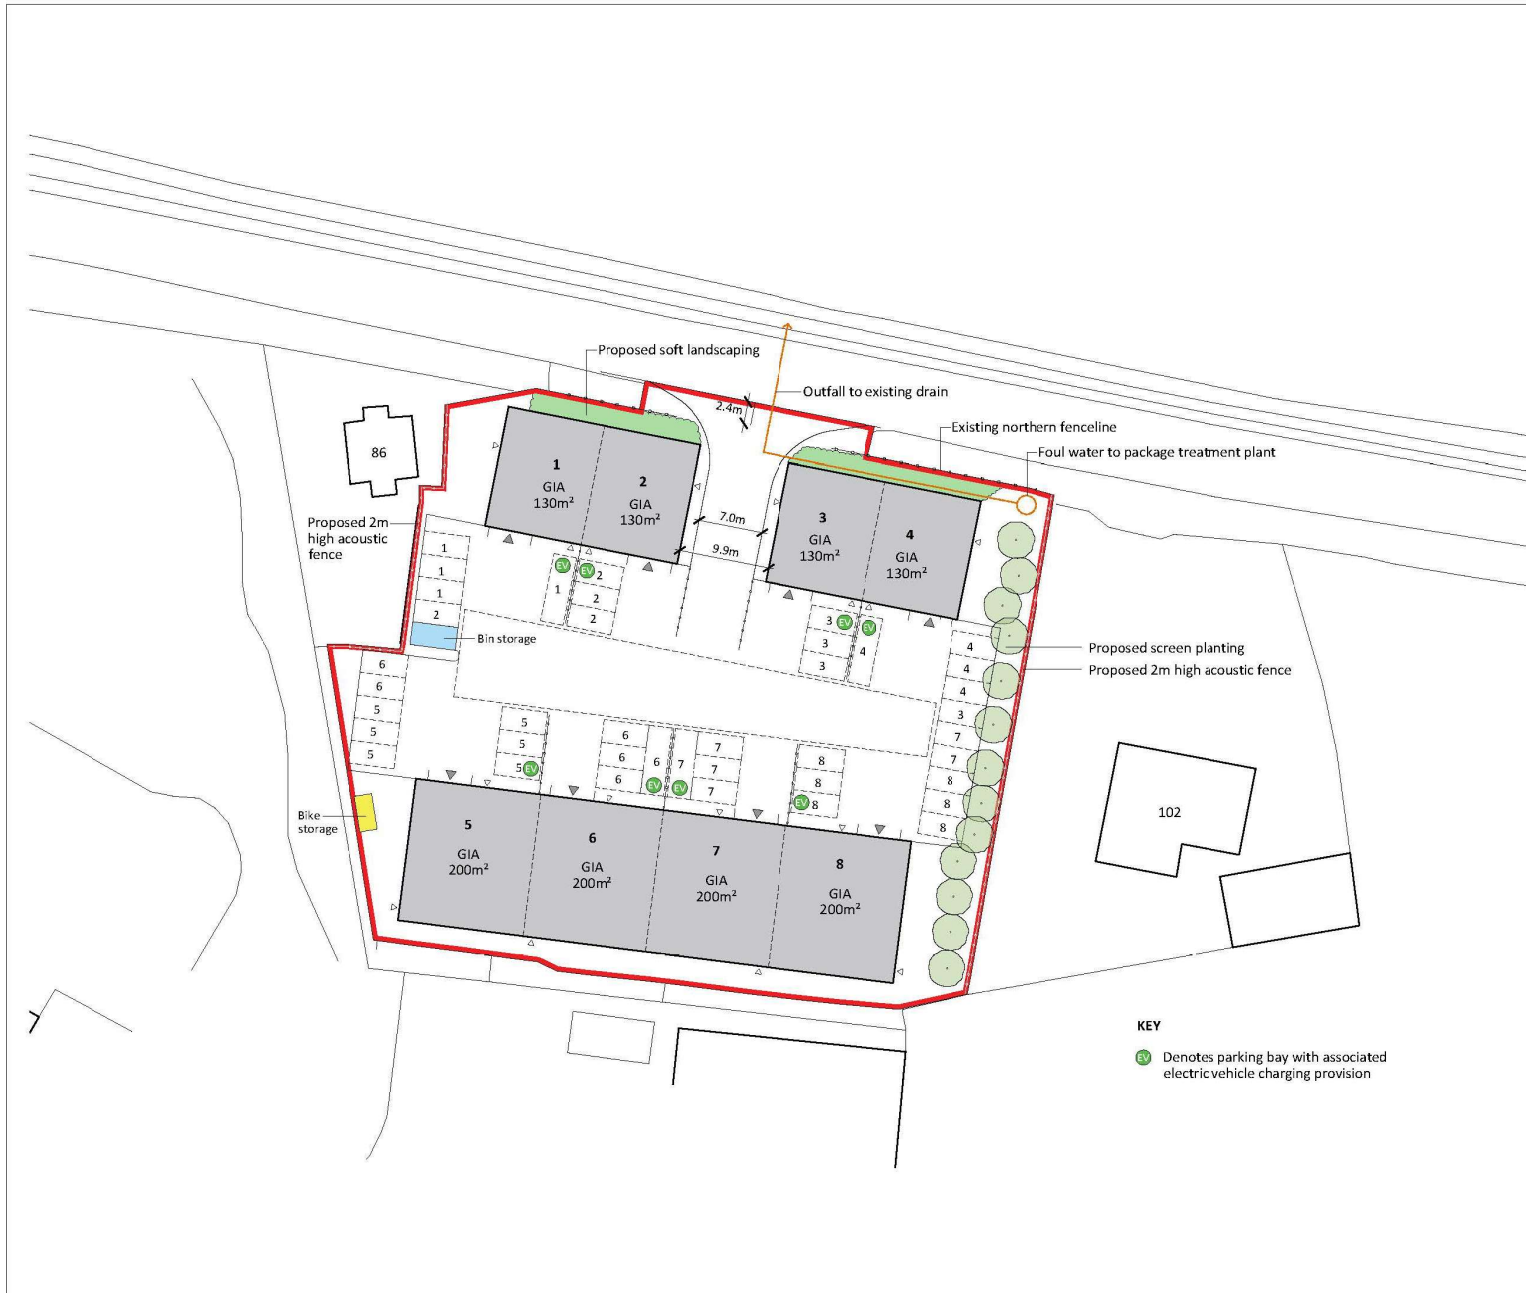 Proposed soft landscaping
2.4m
Outfall to existing drain
Existing northern fenceline
Foul water to package treatment plant
86
1
GIA
130m²
2
GIA
130m²
7.0m
9.9m
3
GIA
130m²
4
GIA
130m²
Proposed 2m
high acoustic
fence
1
1
1
2
Bin storage
EV
1
EV 2
2
2
3 EV
3
3
EV
4
4
4
4
3
7
7
8
8
8
Proposed screen planting
Proposed 2m high acoustic fence
6
6
5
5
5
5
5
5 EV
6
6
6
6
EV
7
EV
7
7
7
8
8
EV 8
Bike
storage
5
GIA
200m²
6
GIA
200m²
7
GIA
200m²
8
GIA
200m²
102
KEY
EV Denotes parking bay with associated
electric vehicle charging provision